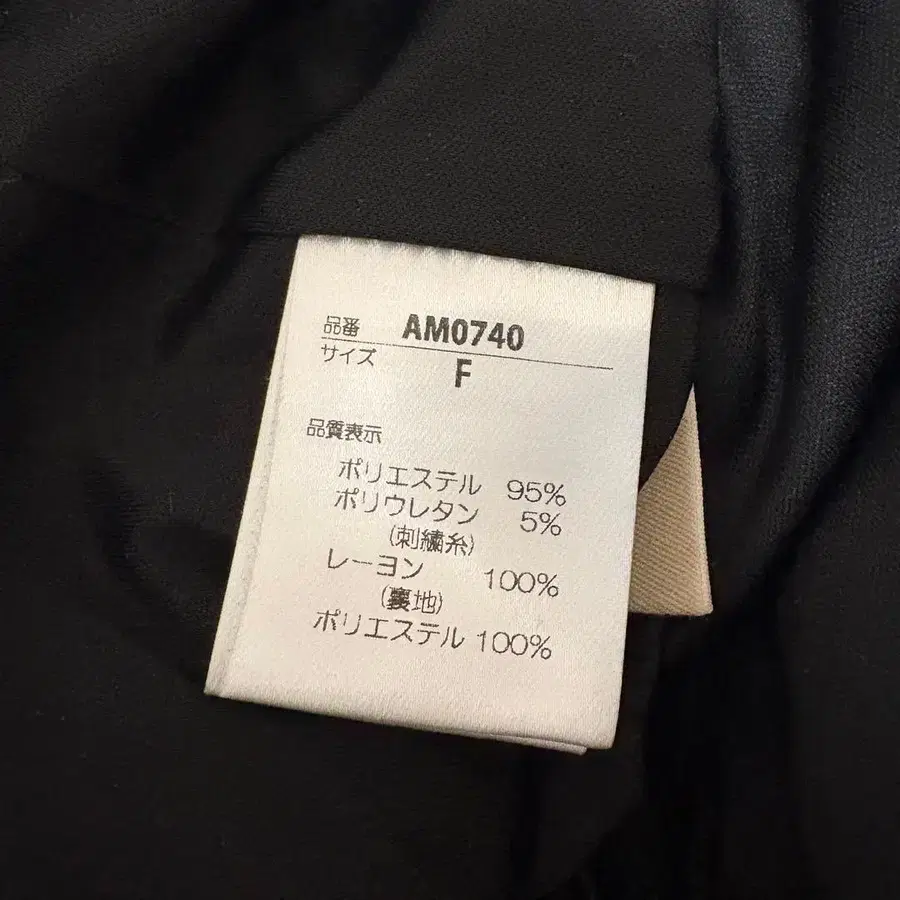 品番 AM0740
サイズ F
品質表示
ポリエステル 95%
ポリウレタン 5%
(刺繍糸)
レーヨン 100%
(裏地)
ポリエステル 100%